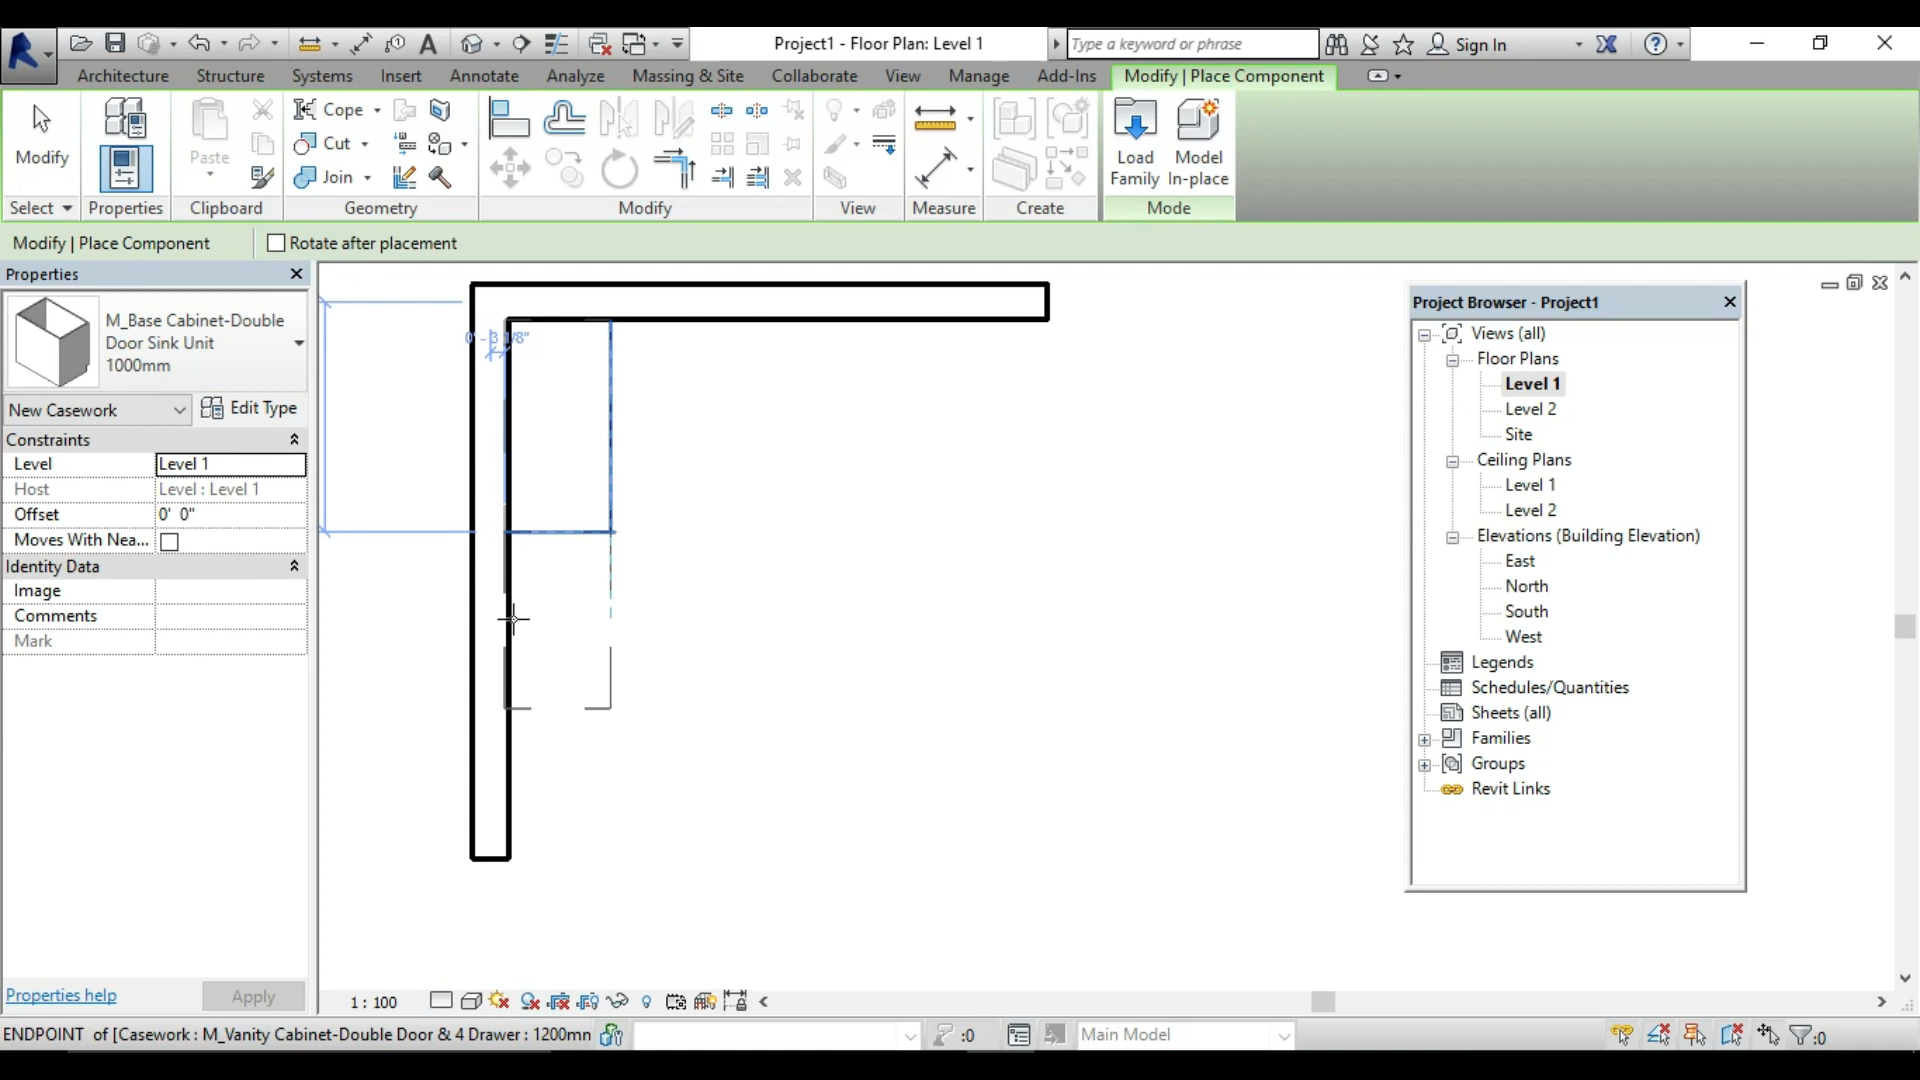 Project1 - Floor Plan: Level 1
Type a keyword or phrase
Sign In
Architecture
Structure
Systems
Insert
Annotate
Analyze
Massing & Site
Collaborate
View
Manage
Add-Ins
Modify | Place Component
Modify
Paste
Cope
Cut
Join
Load Family
Model In-place
Select
Properties
Clipboard
Geometry
Modify
View
Measure
Create
Mode
Modify | Place Component
Rotate after placement
Properties
M_Base Cabinet-Double
Door Sink Unit
1000mm
New Casework
Edit Type
Constraints
Level
Level 1
Host
Level : Level 1
Offset
0' 0"
Moves With Nea...
Identity Data
Image
Comments
Mark
Properties help
Apply
0' - 3 1/8"
Project Browser - Project1
Views (all)
Floor Plans
Level 1
Level 2
Site
Ceiling Plans
Level 1
Level 2
Elevations (Building Elevation)
East
North
South
West
Legends
Schedules/Quantities
Sheets (all)
Families
Groups
Revit Links
1 : 100
ENDPOINT of [Casework : M_Vanity Cabinet-Double Door & 4 Drawer : 1200mn
:0
Main Model
:0